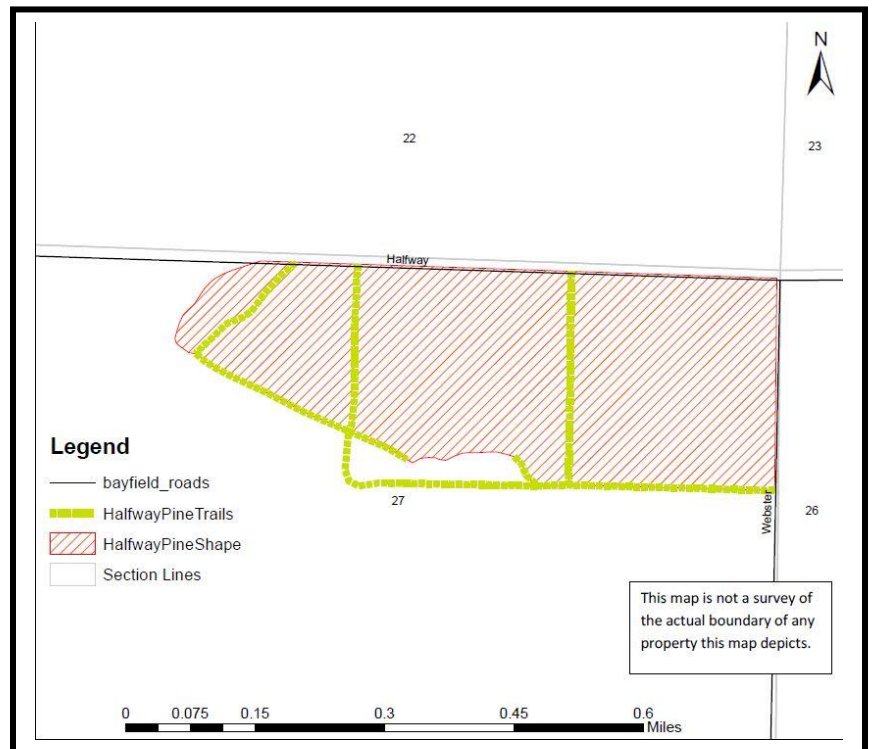 N
22
23
Halfway
Legend
bayfield_roads
HalfwayPineTrails
HalfwayPineShape
Section Lines
27
26
Webster
This map is not a survey of
the actual boundary of any
property this map depicts.
0 0.075 0.15 0.3 0.45 0.6
Miles